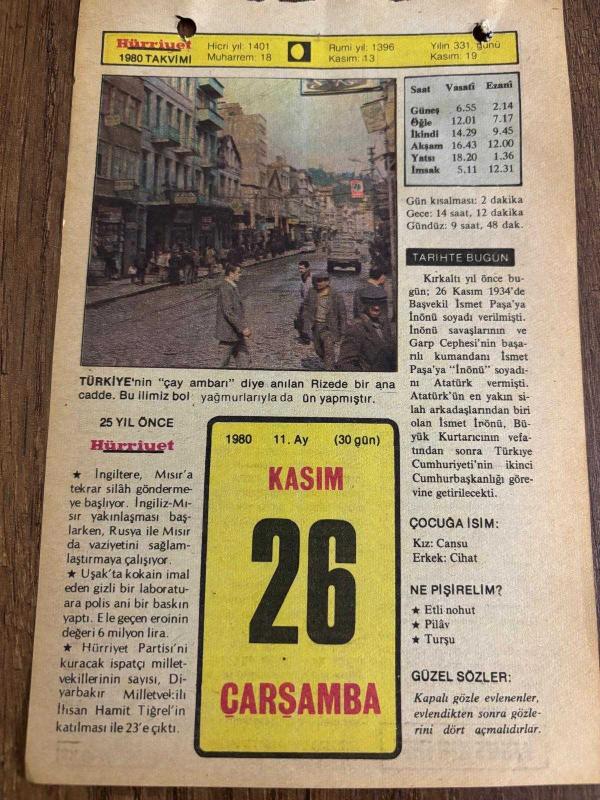 Hürriyet
1980 TAKVİMİ
Hicri yıl: 1401
Muharrem: 18
Rumi yıl: 1396
Kasım: 13
Yılın 331. günü
Kasım: 19
Saat Vasatî Ezanî
Güneş 6.55 2.14
Öğle 12.01 7.17
İkindi 14.29 9.45
Akşam 16.43 12.00
Yatsı 18.20 1.36
İmsak 5.11 12.31
Gün kısalması: 2 dakika
Gece: 14 saat, 12 dakika
Gündüz: 9 saat, 48 dak.
TARIHTE BUGÜN
Kırkaltı yıl önce bu-
gün; 26 Kasım 1934'de
Başvekil İsmet Paşa'ya
İnönü soyadı verilmişti.
İnönü savaşlarının ve
Garp Cephesi'nin başa-
rılı kumandanı İsmet
Paşa'ya "İnönü" soyadı-
nı Atatürk vermişti.
Atatürk'ün en yakın si-
lah arkadaşlarından biri
olan İsmet İnönü, Bü-
yük Kurtarıcının vefa-
tından sonra Türkiye
Cumhuriyeti'nin ikinci
Cumhurbaşkanlığı göre-
vine getirilecekti.
ÇOCUĞA İSİM:
Kız: Cansu
Erkek: Cihat
NE PİŞİRELİM?
★ Etli nohut
★ Pilâv
★ Turşu
GÜZEL SÖZLER:
Kapalı gözle evlenenler,
evlendikten sonra gözle-
rini dört açmalıdırlar.
TÜRKİYE'nin "çay ambarı" diye anılan Rizede bir ana
cadde. Bu ilimiz bol yağmurlarıyla da ün yapmıştır.
25 YIL ÖNCE
Hürriyet
★ İngiltere, Mısır'a
tekrar silâh gönderme-
ye başlıyor. İngiliz-Mı-
sır yakınlaşması baş-
larken, Rusya ile Mısır
da vaziyetini sağlam-
laştırmaya çalışıyor.
★ Uşak'ta kokain imal
eden gizli bir laboratu-
ara polis ani bir baskın
yaptı. Ele geçen eroinin
değeri 6 milyon lira.
★ Hürriyet Partisi'ni
kuracak ispatçı millet-
vekillerinin sayısı, Di-
yarbakır Milletvekili
İhsan Hamit Tiğrel'in
katılması ile 23'e çıktı.
1980 11. Ay (30 gün)
KASIM
26
ÇARŞAMBA